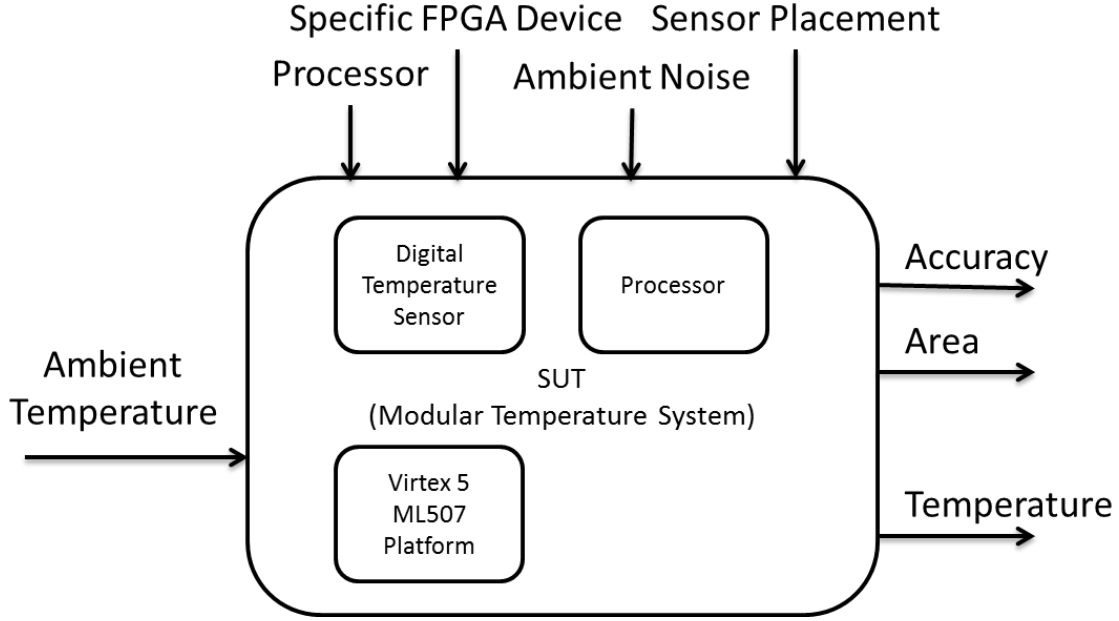 Specific FPGA Device
Sensor Placement
Processor
Ambient Noise
Digital
Temperature
Sensor
Processor
Accuracy
Area
Ambient
Temperature
SUT
(Modular Temperature System)
Virtex 5
ML507
Platform
Temperature